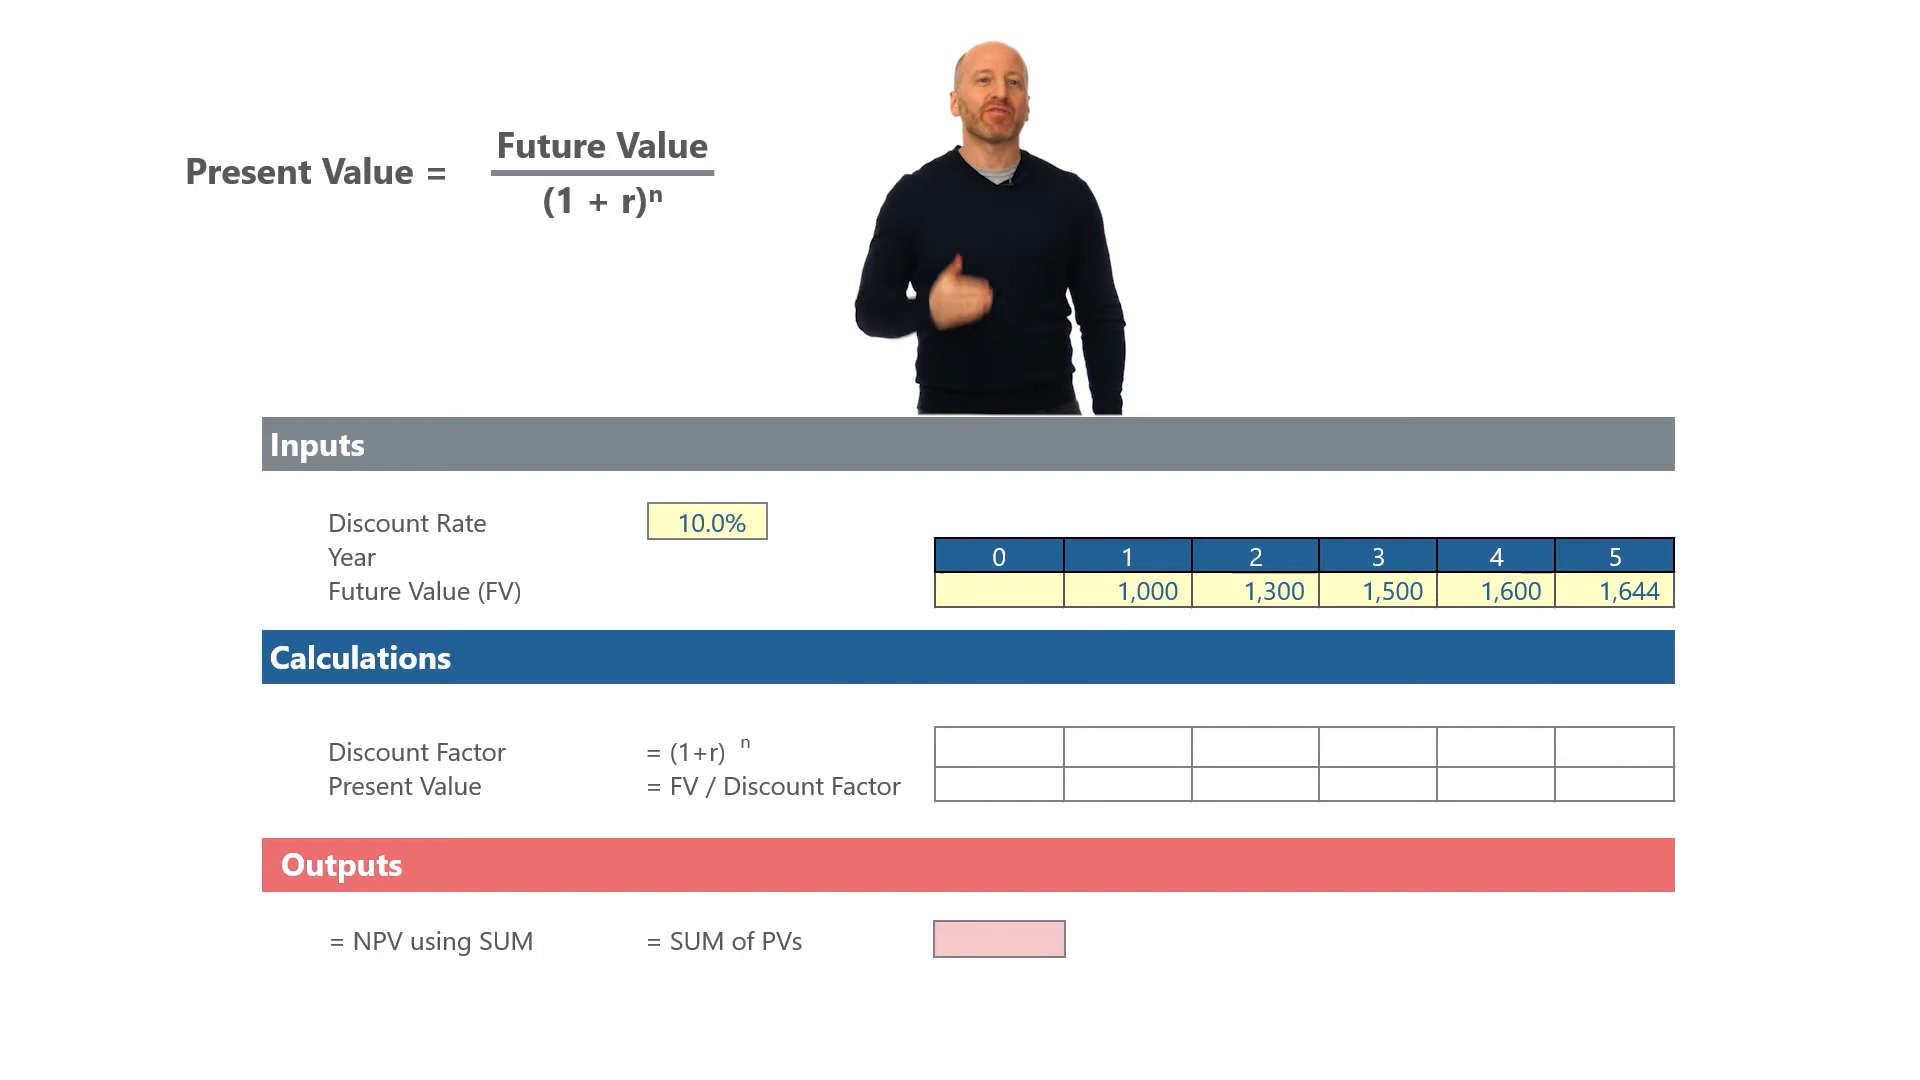 Present Value = Future Value
(1 + r)ⁿ
Inputs
Discount Rate 10.0%
Year 0 1 2 3 4 5
Future Value (FV) 1,000 1,300 1,500 1,600 1,644
Calculations
Discount Factor = (1+r) ⁿ
Present Value = FV / Discount Factor
Outputs
= NPV using SUM = SUM of PVs